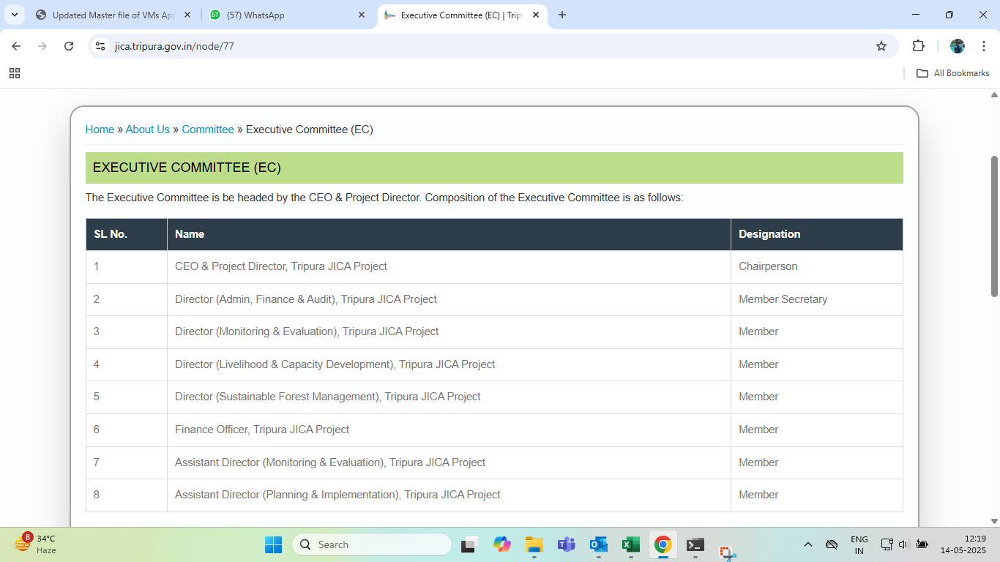 Updated Master file of VMs Ap
57
(57) WhatsApp
Executive Committee (EC) | Trip
jica.tripura.gov.in/node/77
All Bookmarks
Home » About Us » Committee » Executive Committee (EC)
EXECUTIVE COMMITTEE (EC)
The Executive Committee is be headed by the CEO & Project Director. Composition of the Executive Committee is as follows:
SL No. Name Designation
1 CEO & Project Director, Tripura JICA Project Chairperson
2 Director (Admin, Finance & Audit), Tripura JICA Project Member Secretary
3 Director (Monitoring & Evaluation), Tripura JICA Project Member
4 Director (Livelihood & Capacity Development), Tripura JICA Project Member
5 Director (Sustainable Forest Management), Tripura JICA Project Member
6 Finance Officer, Tripura JICA Project Member
7 Assistant Director (Monitoring & Evaluation), Tripura JICA Project Member
8 Assistant Director (Planning & Implementation), Tripura JICA Project Member
8
34°C
Haze
Search
ENG
IN
12:19
14-05-2025